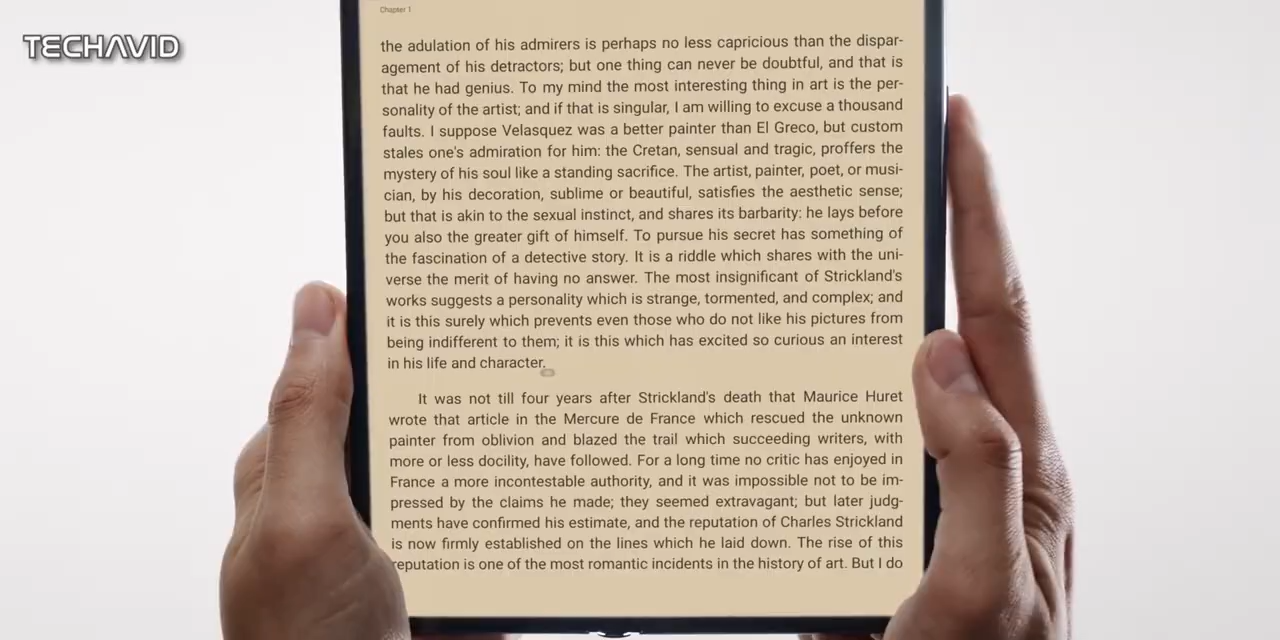 TECHAVID
Chapter 1
the adulation of his admirers is perhaps no less capricious than the dispar-
agement of his detractors; but one thing can never be doubtful, and that is
that he had genius. To my mind the most interesting thing in art is the per-
sonality of the artist; and if that is singular, I am willing to excuse a thousand
faults. I suppose Velasquez was a better painter than El Greco, but custom
stales one's admiration for him: the Cretan, sensual and tragic, proffers the
mystery of his soul like a standing sacrifice. The artist, painter, poet, or musi-
cian, by his decoration, sublime or beautiful, satisfies the aesthetic sense;
but that is akin to the sexual instinct, and shares its barbarity: he lays before
you also the greater gift of himself. To pursue his secret has something of
the fascination of a detective story. It is a riddle which shares with the uni-
verse the merit of having no answer. The most insignificant of Strickland's
works suggests a personality which is strange, tormented, and complex; and
it is this surely which prevents even those who do not like his pictures from
being indifferent to them; it is this which has excited so curious an interest
in his life and character.
It was not till four years after Strickland's death that Maurice Huret
wrote that article in the Mercure de France which rescued the unknown
painter from oblivion and blazed the trail which succeeding writers, with
more or less docility, have followed. For a long time no critic has enjoyed in
France a more incontestable authority, and it was impossible not to be im-
pressed by the claims he made; they seemed extravagant; but later judg-
ments have confirmed his estimate, and the reputation of Charles Strickland
is now firmly established on the lines which he laid down. The rise of this
reputation is one of the most romantic incidents in the history of art. But I do